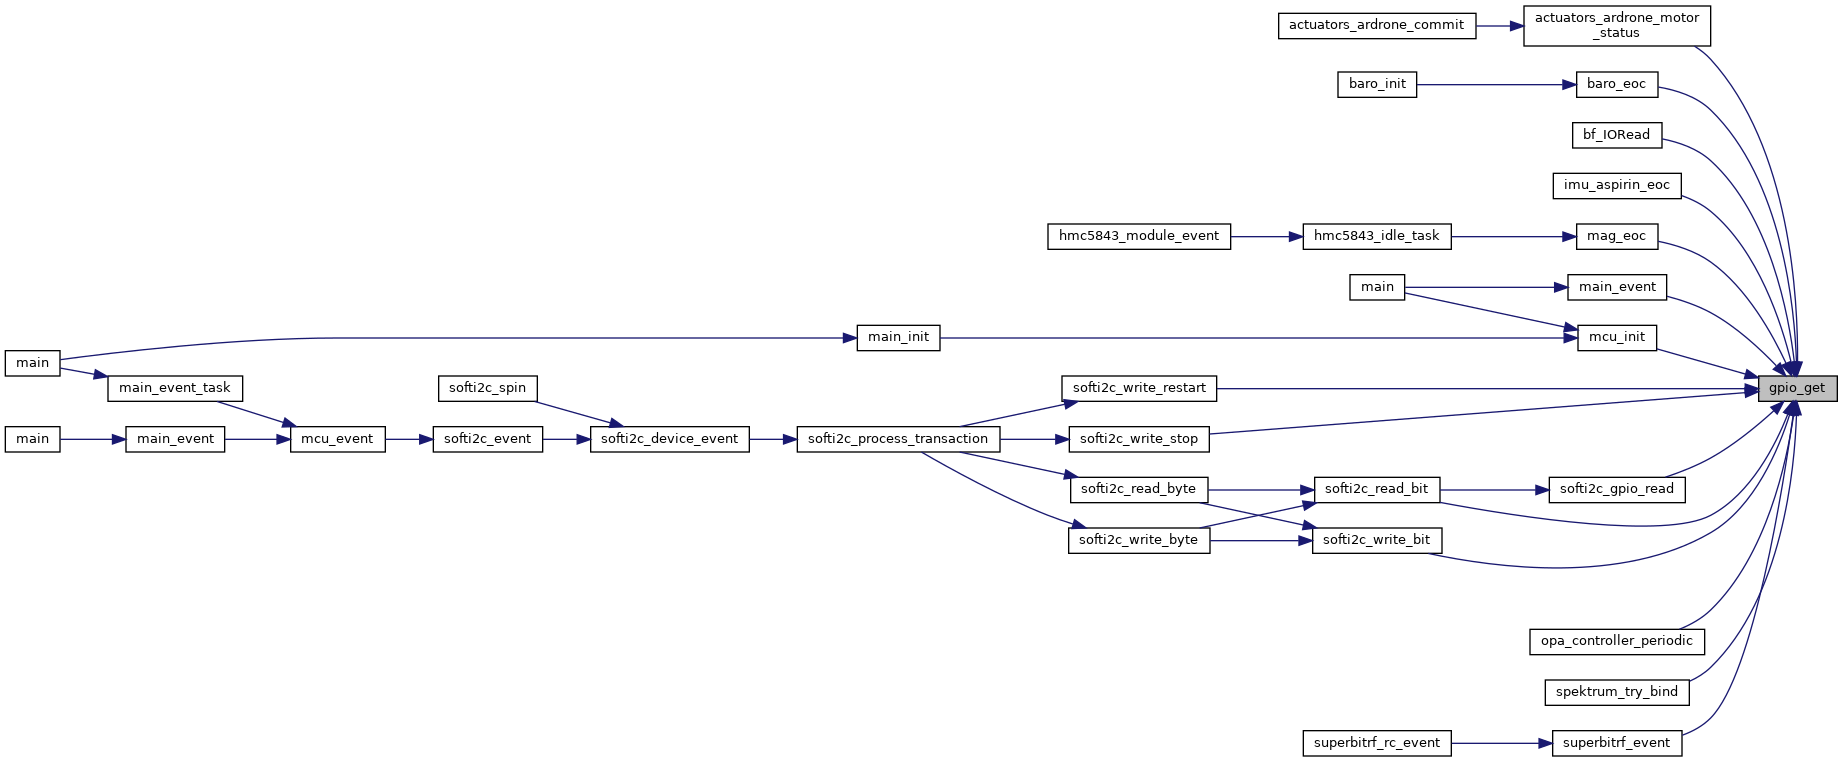 actuators_ardrone_commit
actuators_ardrone_motor
_status
baro_init
baro_eoc
bf_IORead
imu_aspirin_eoc
hmc5843_module_event
hmc5843_idle_task
mag_eoc
main
main_event
main_init
mcu_init
main
main_event_task
softi2c_spin
softi2c_write_restart
gpio_get
main
main_event
mcu_event
softi2c_event
softi2c_device_event
softi2c_process_transaction
softi2c_write_stop
softi2c_read_byte
softi2c_read_bit
softi2c_gpio_read
softi2c_write_byte
softi2c_write_bit
opa_controller_periodic
spektrum_try_bind
superbitrf_rc_event
superbitrf_event